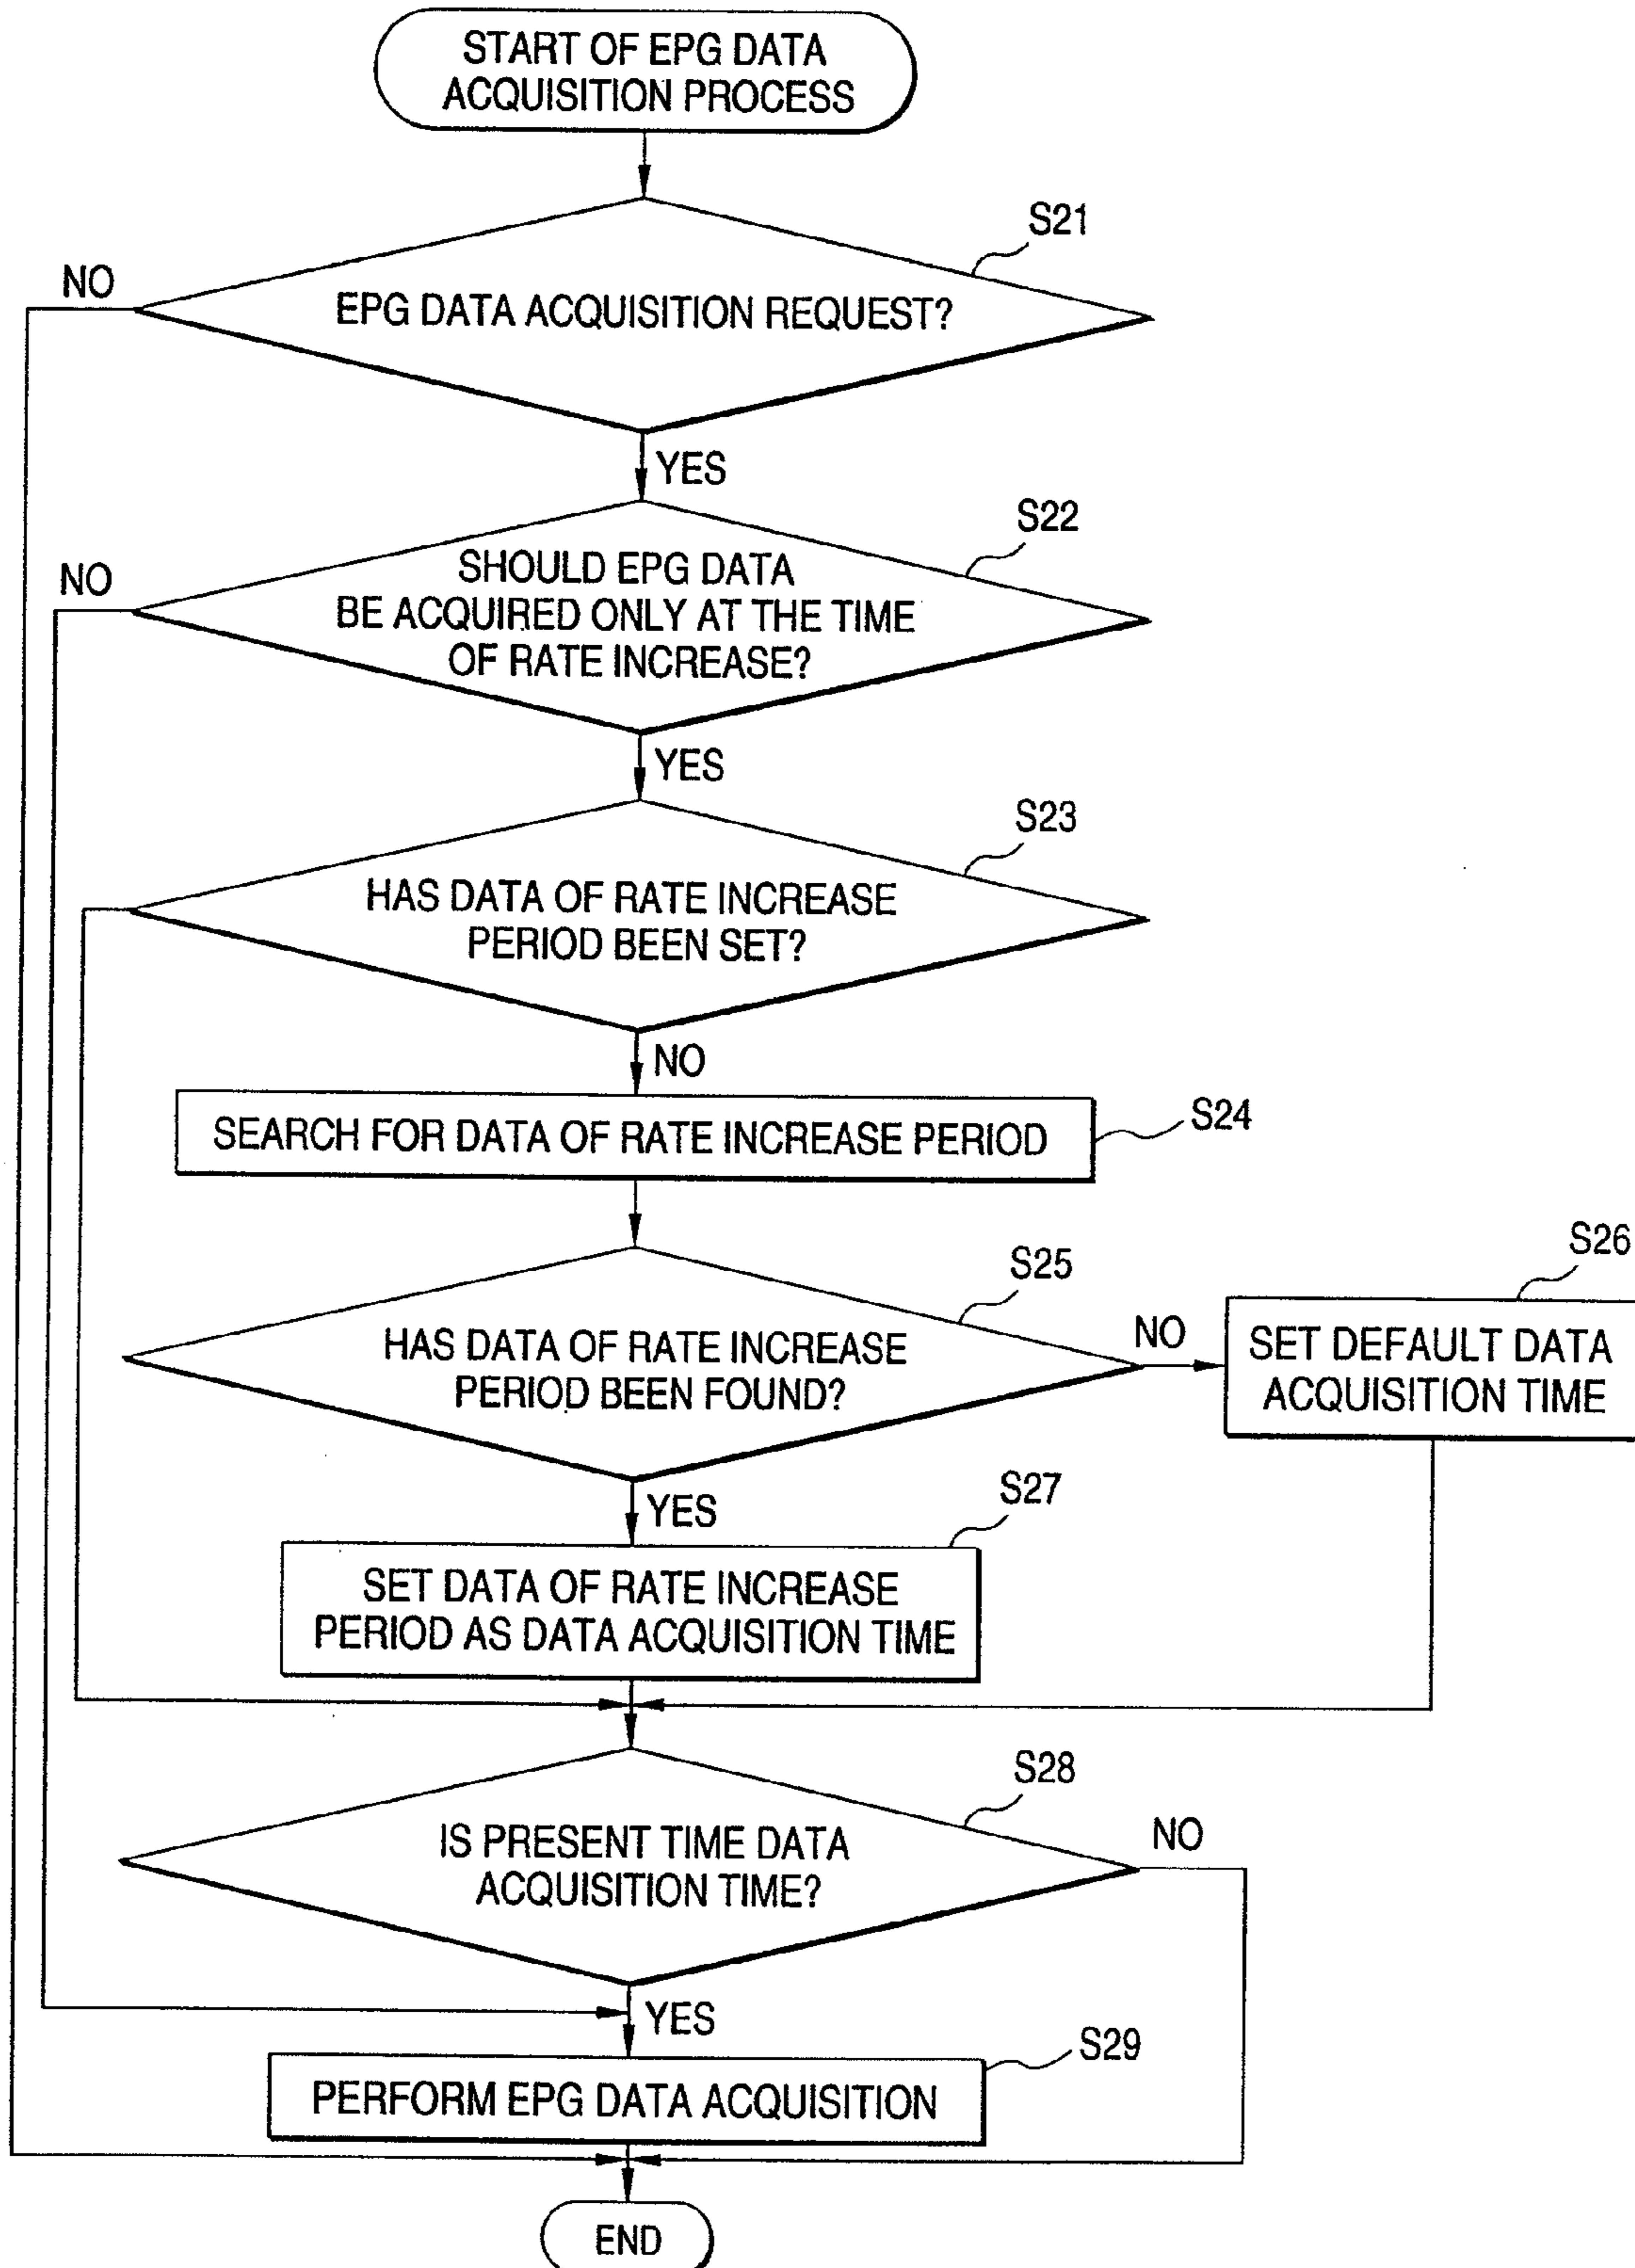 START OF EPG DATA
ACQUISITION PROCESS
S21
NO
EPG DATA ACQUISITION REQUEST?
YES
S22
NO
SHOULD EPG DATA
BE ACQUIRED ONLY AT THE TIME
OF RATE INCREASE?
YES
S23
HAS DATA OF RATE INCREASE
PERIOD BEEN SET?
NO
S24
SEARCH FOR DATA OF RATE INCREASE PERIOD
S25
S26
HAS DATA OF RATE INCREASE
PERIOD BEEN FOUND?
NO
SET DEFAULT DATA
ACQUISITION TIME
YES
S27
SET DATA OF RATE INCREASE
PERIOD AS DATA ACQUISITION TIME
S28
IS PRESENT TIME DATA
ACQUISITION TIME?
NO
YES
S29
PERFORM EPG DATA ACQUISITION
END